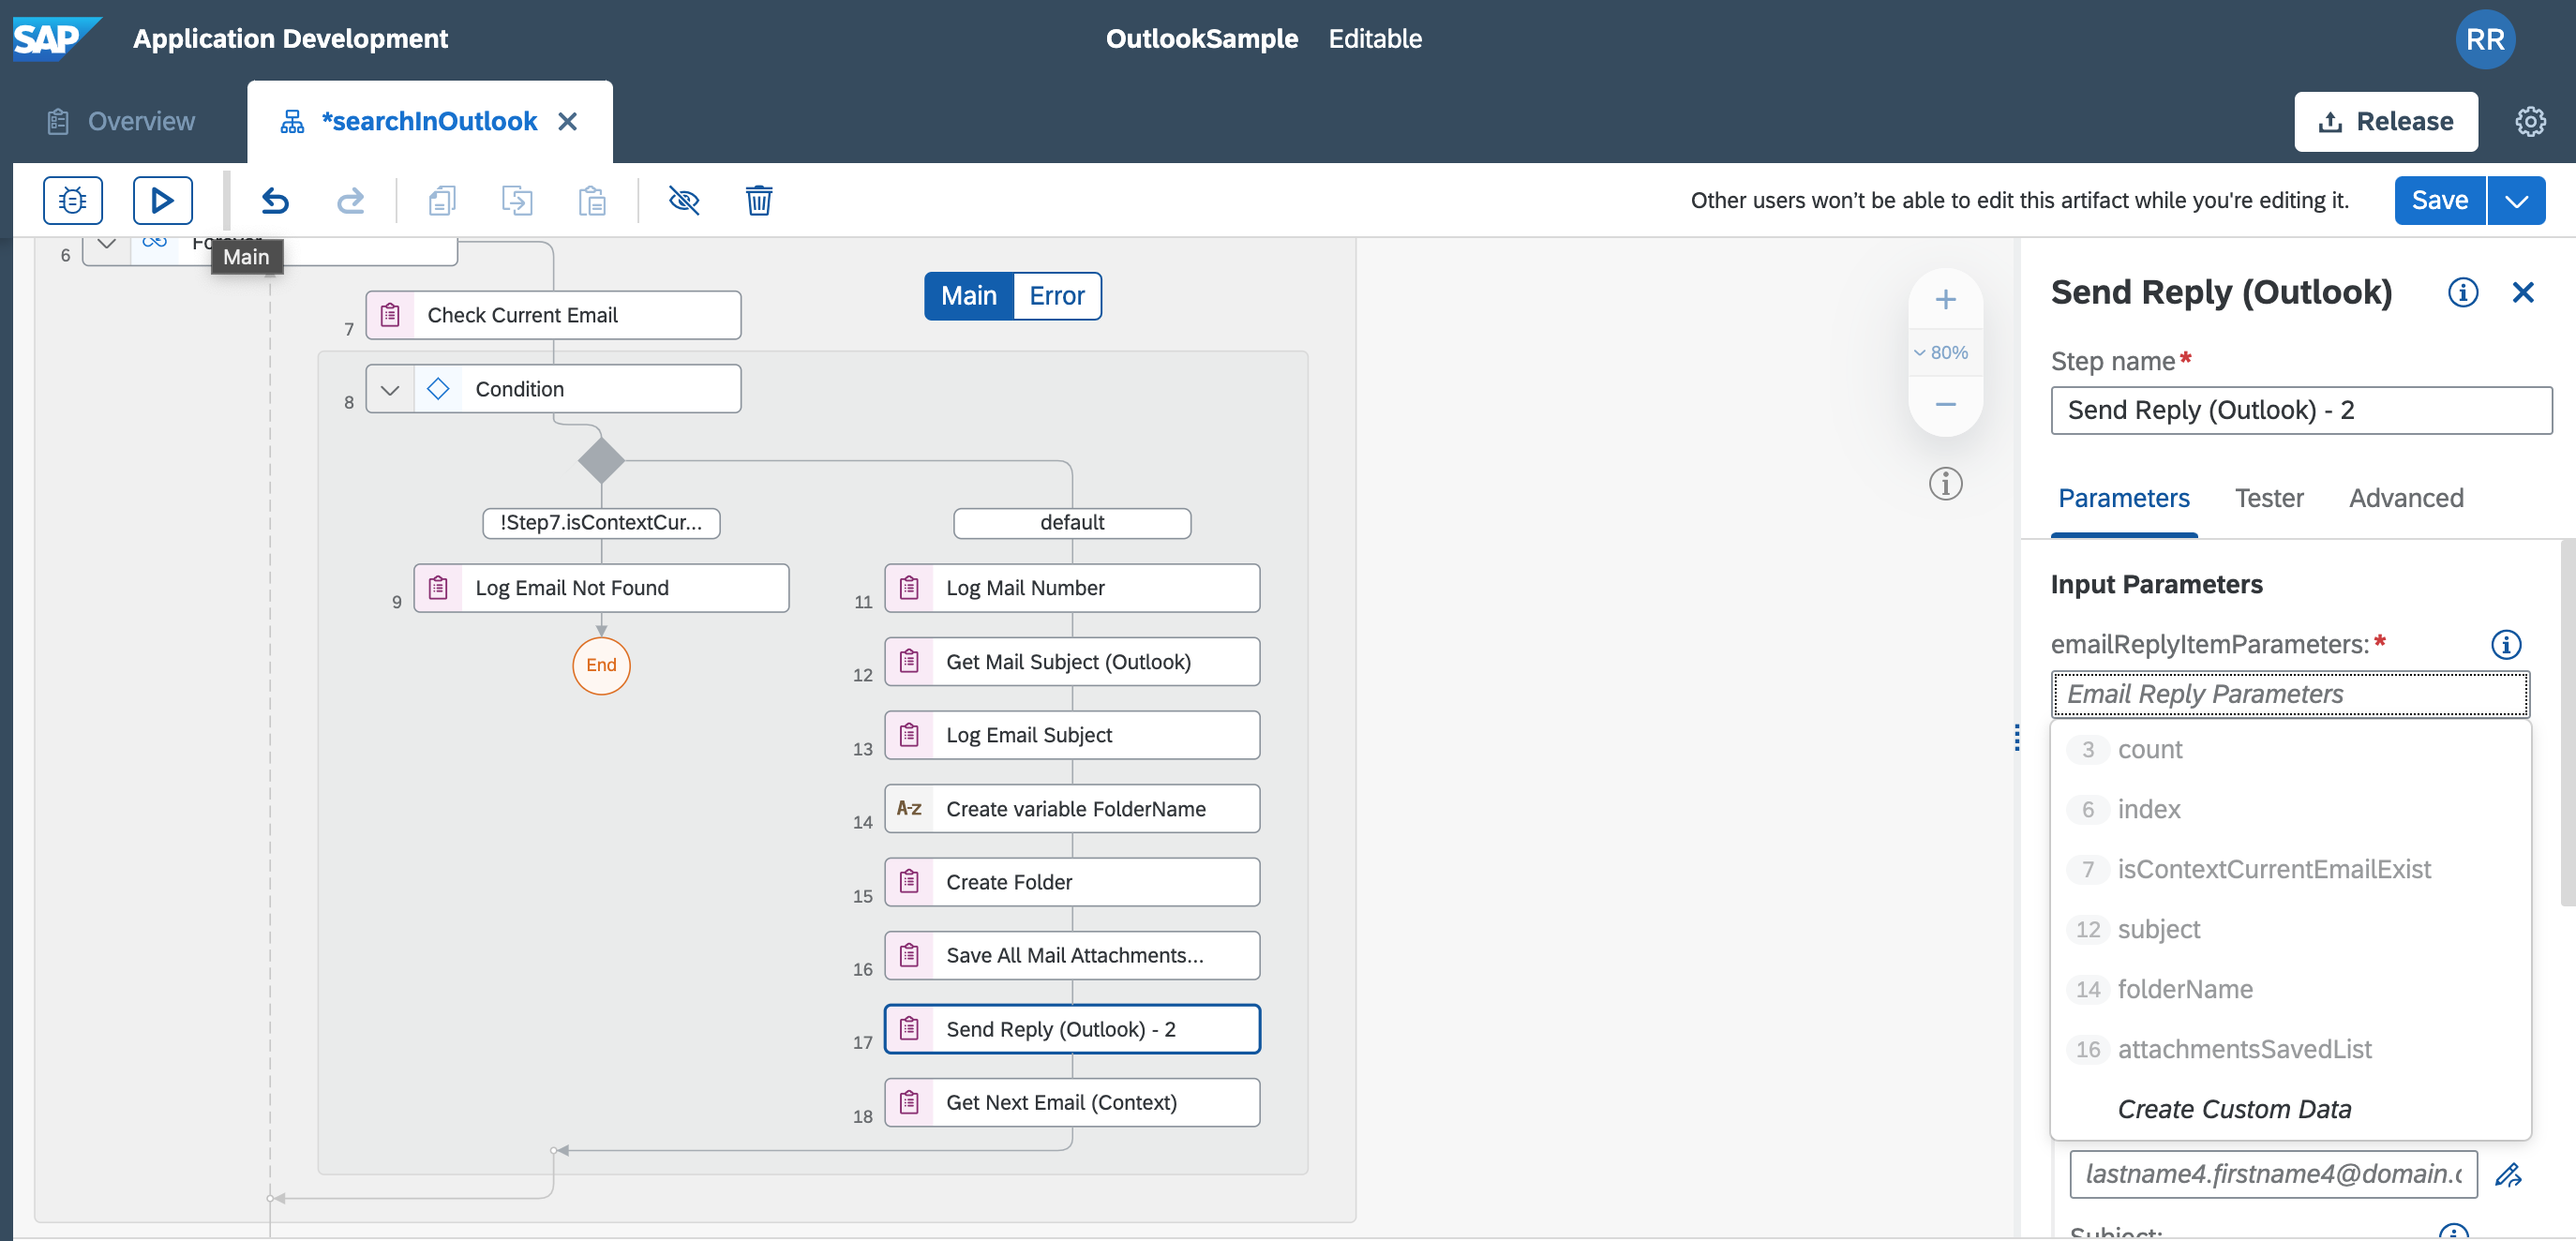 SAP Application Development OutlookSample Editable RR
Overview *searchInOutlook Release
Other users won't be able to edit this artifact while you're editing it. Save
6 Forever
Main
Main Error
7 Check Current Email
8 Condition
!Step7.isContextCur... default
9 Log Email Not Found
End
11 Log Mail Number
12 Get Mail Subject (Outlook)
13 Log Email Subject
14 A-z Create variable FolderName
15 Create Folder
16 Save All Mail Attachments...
17 Send Reply (Outlook) - 2
18 Get Next Email (Context)
80%
Send Reply (Outlook)
Step name*
Send Reply (Outlook) - 2
Parameters Tester Advanced
Input Parameters
emailReplyItemParameters:*
Email Reply Parameters
3 count
6 index
7 isContextCurrentEmailExist
12 subject
14 folderName
16 attachmentsSavedList
Create Custom Data
lastname4.firstname4@domain.c
Subject: